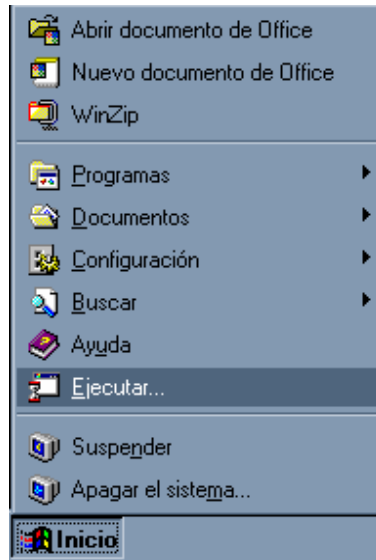 Abrir documento de Office
Nuevo documento de Office
WinZip
Programas
Documentos
Configuración
Buscar
Ayuda
Ejecutar...
Suspender
Apagar el sistema...
Inicio